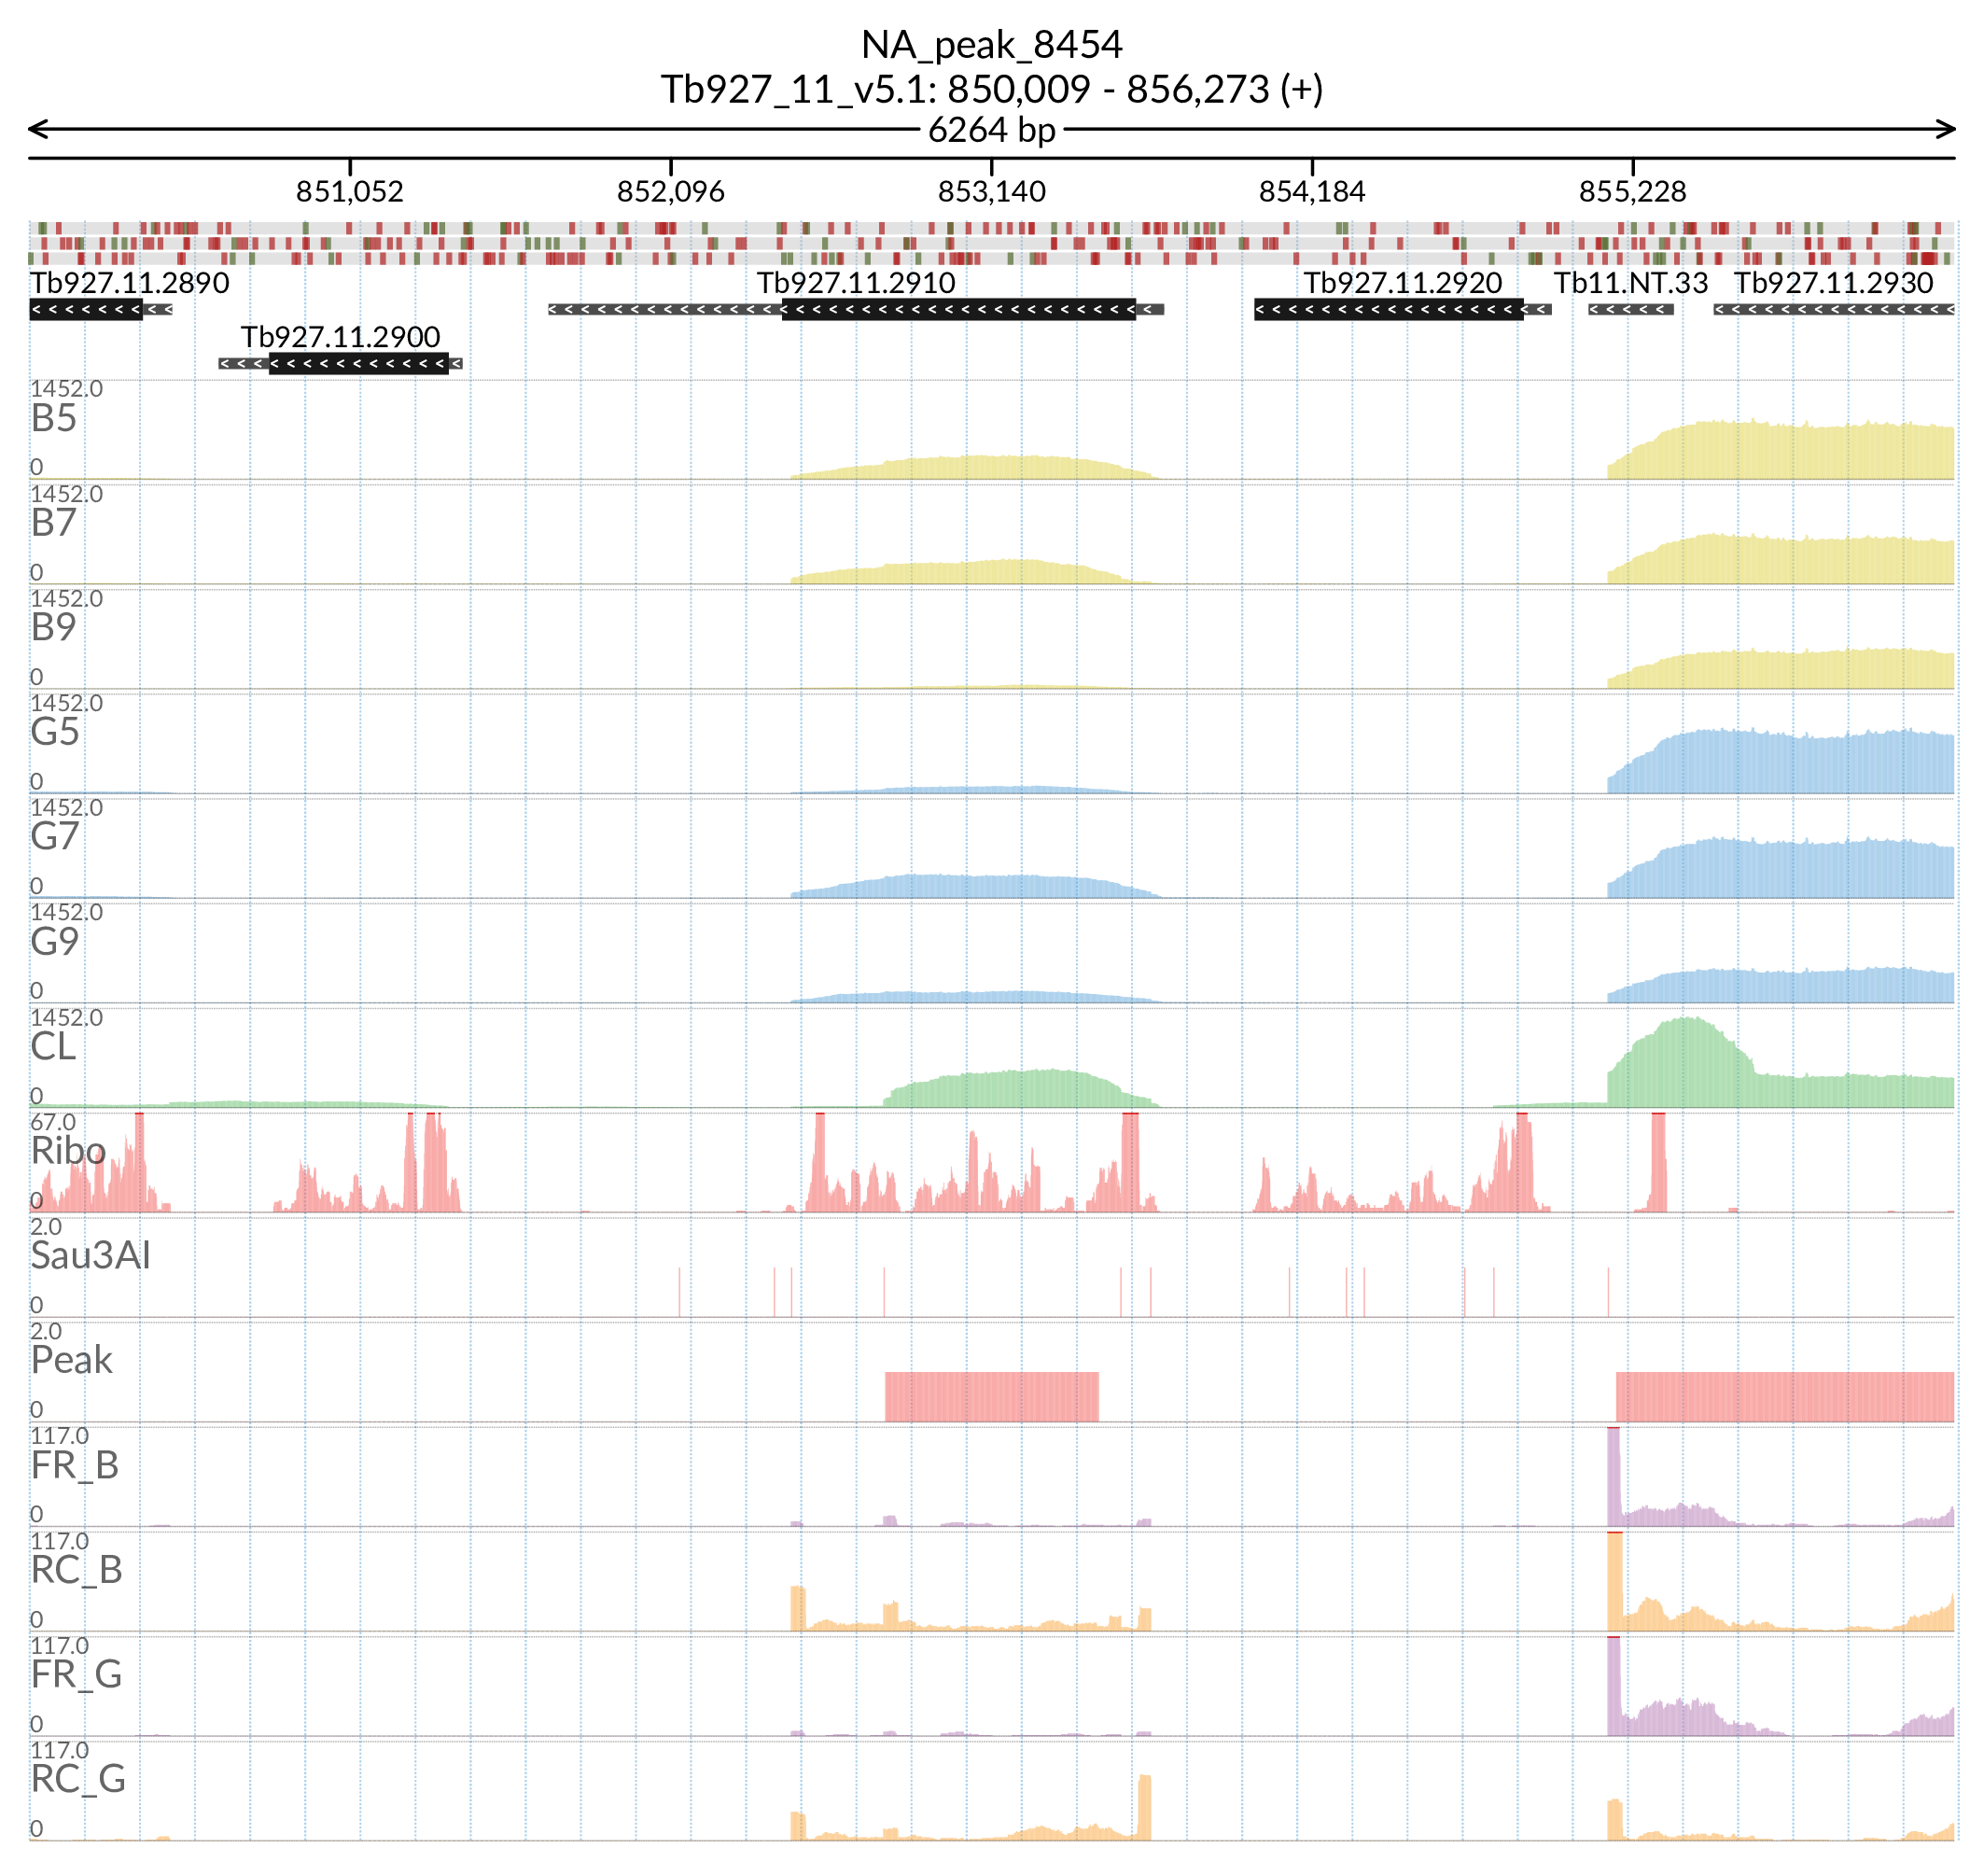 NA_peak_8454
Tb927_11_v5.1: 850,009 - 856,273 (+)
6264 bp
851,052 852,096 853,140 854,184 855,228
Tb927.11.2890 Tb927.11.2910 Tb927.11.2920 Tb11.NT.33 Tb927.11.2930
Tb927.11.2900
1452.0
B5
0
1452.0
B7
0
1452.0
B9
0
1452.0
G5
0
1452.0
G7
0
1452.0
G9
0
1452.0
CL
0
67.0
Ribo
0
2.0
Sau3AI
0
2.0
Peak
0
117.0
FR_B
0
117.0
RC_B
0
117.0
FR_G
0
117.0
RC_G
0